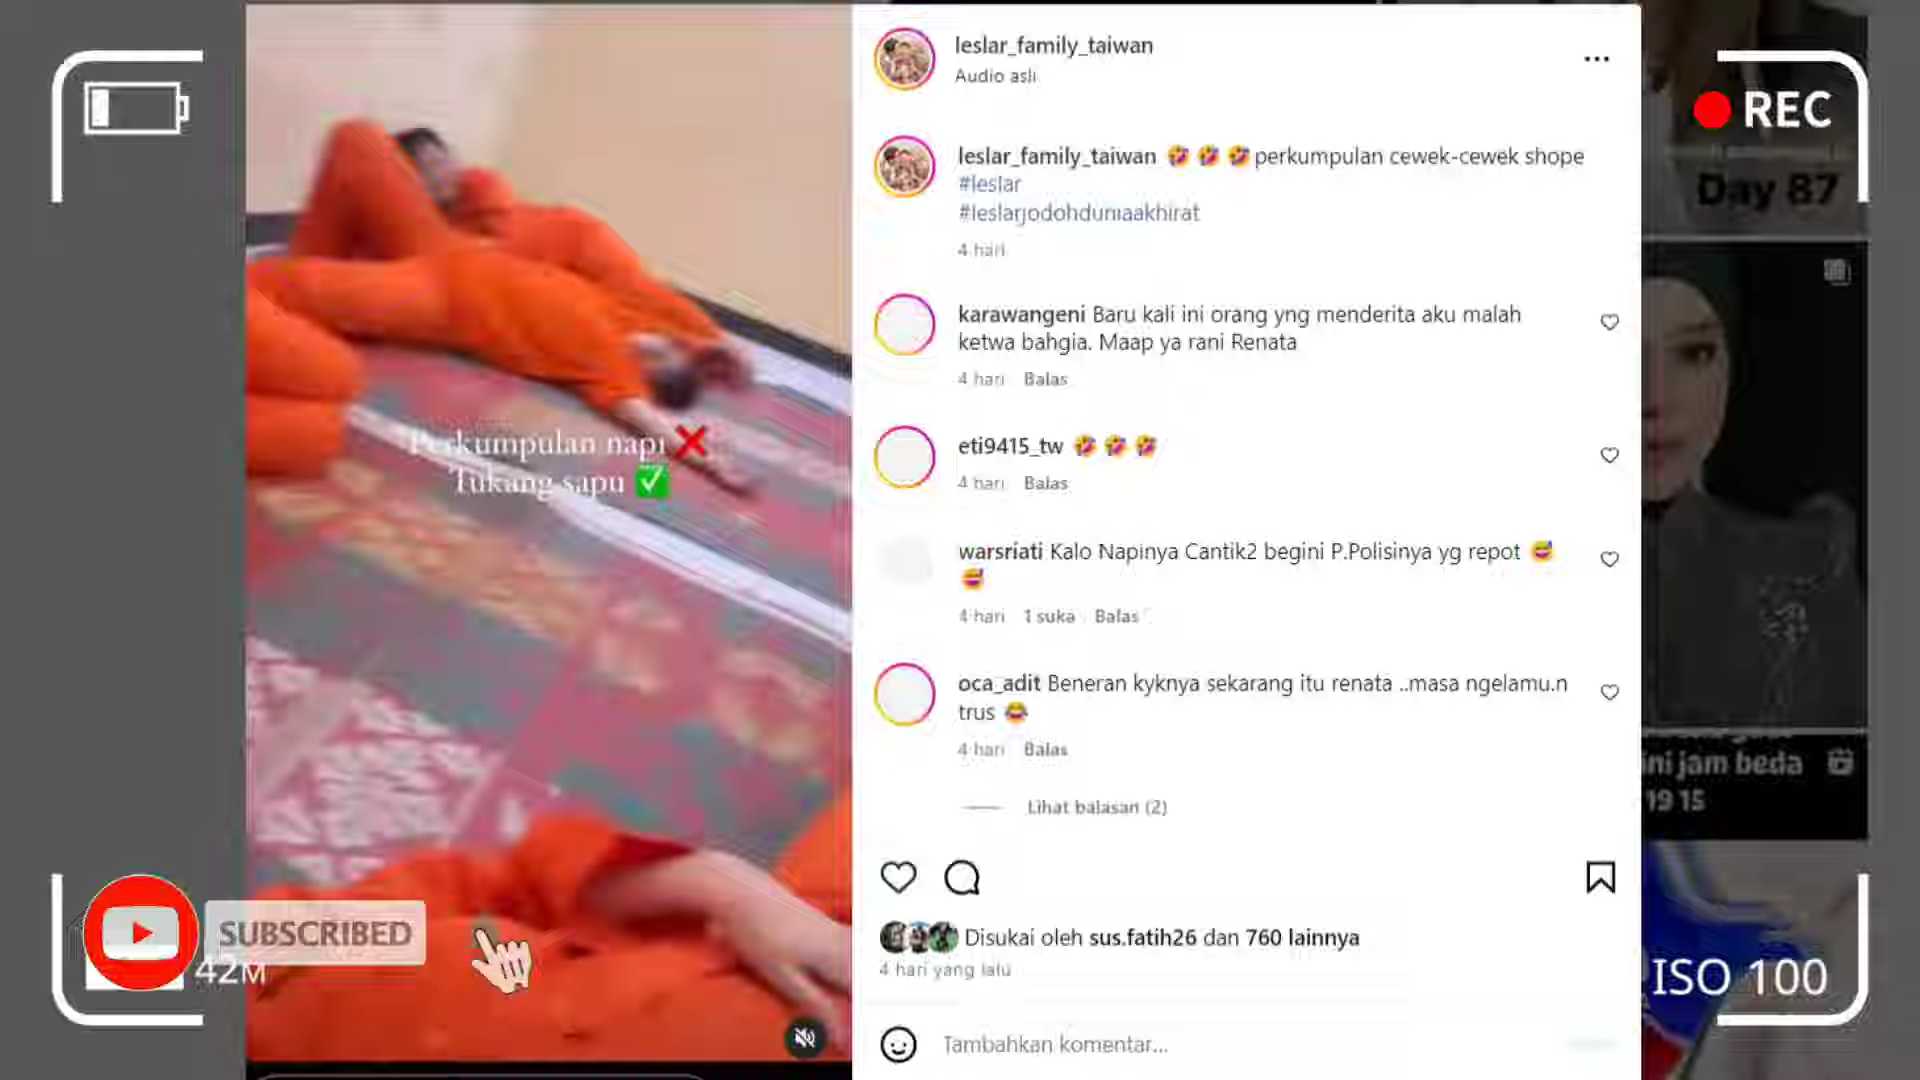 leslar_family_taiwan
Audio asli
leslar_family_taiwan 🤣🤣🤣perkumpulan cewek-cewek shope
#leslar
#leslarjodohduniaakhirat
4 hari
karawangeni Baru kali ini orang yng menderita aku malah
ketwa bahgia. Maap ya rani Renata
4 hari Balas
eti9415_tw 🤣🤣🤣
4 hari Balas
warsriati Kalo Napinya Cantik2 begini P.Polisinya yg repot 😅
😅
4 hari 1 suka Balas
oca_adit Beneran kyknya sekarang itu renata ..masa ngelamu.n
trus 😂
4 hari Balas
Lihat balasan (2)
Disukai oleh sus.fatih26 dan 760 lainnya
4 hari yang lalu
Tambahkan komentar...
Perkumpulan napi ❌
Tukang sapu ✅
SUBSCRIBED
42M
REC
Day 87
ini jam beda
19 15
ISO 100